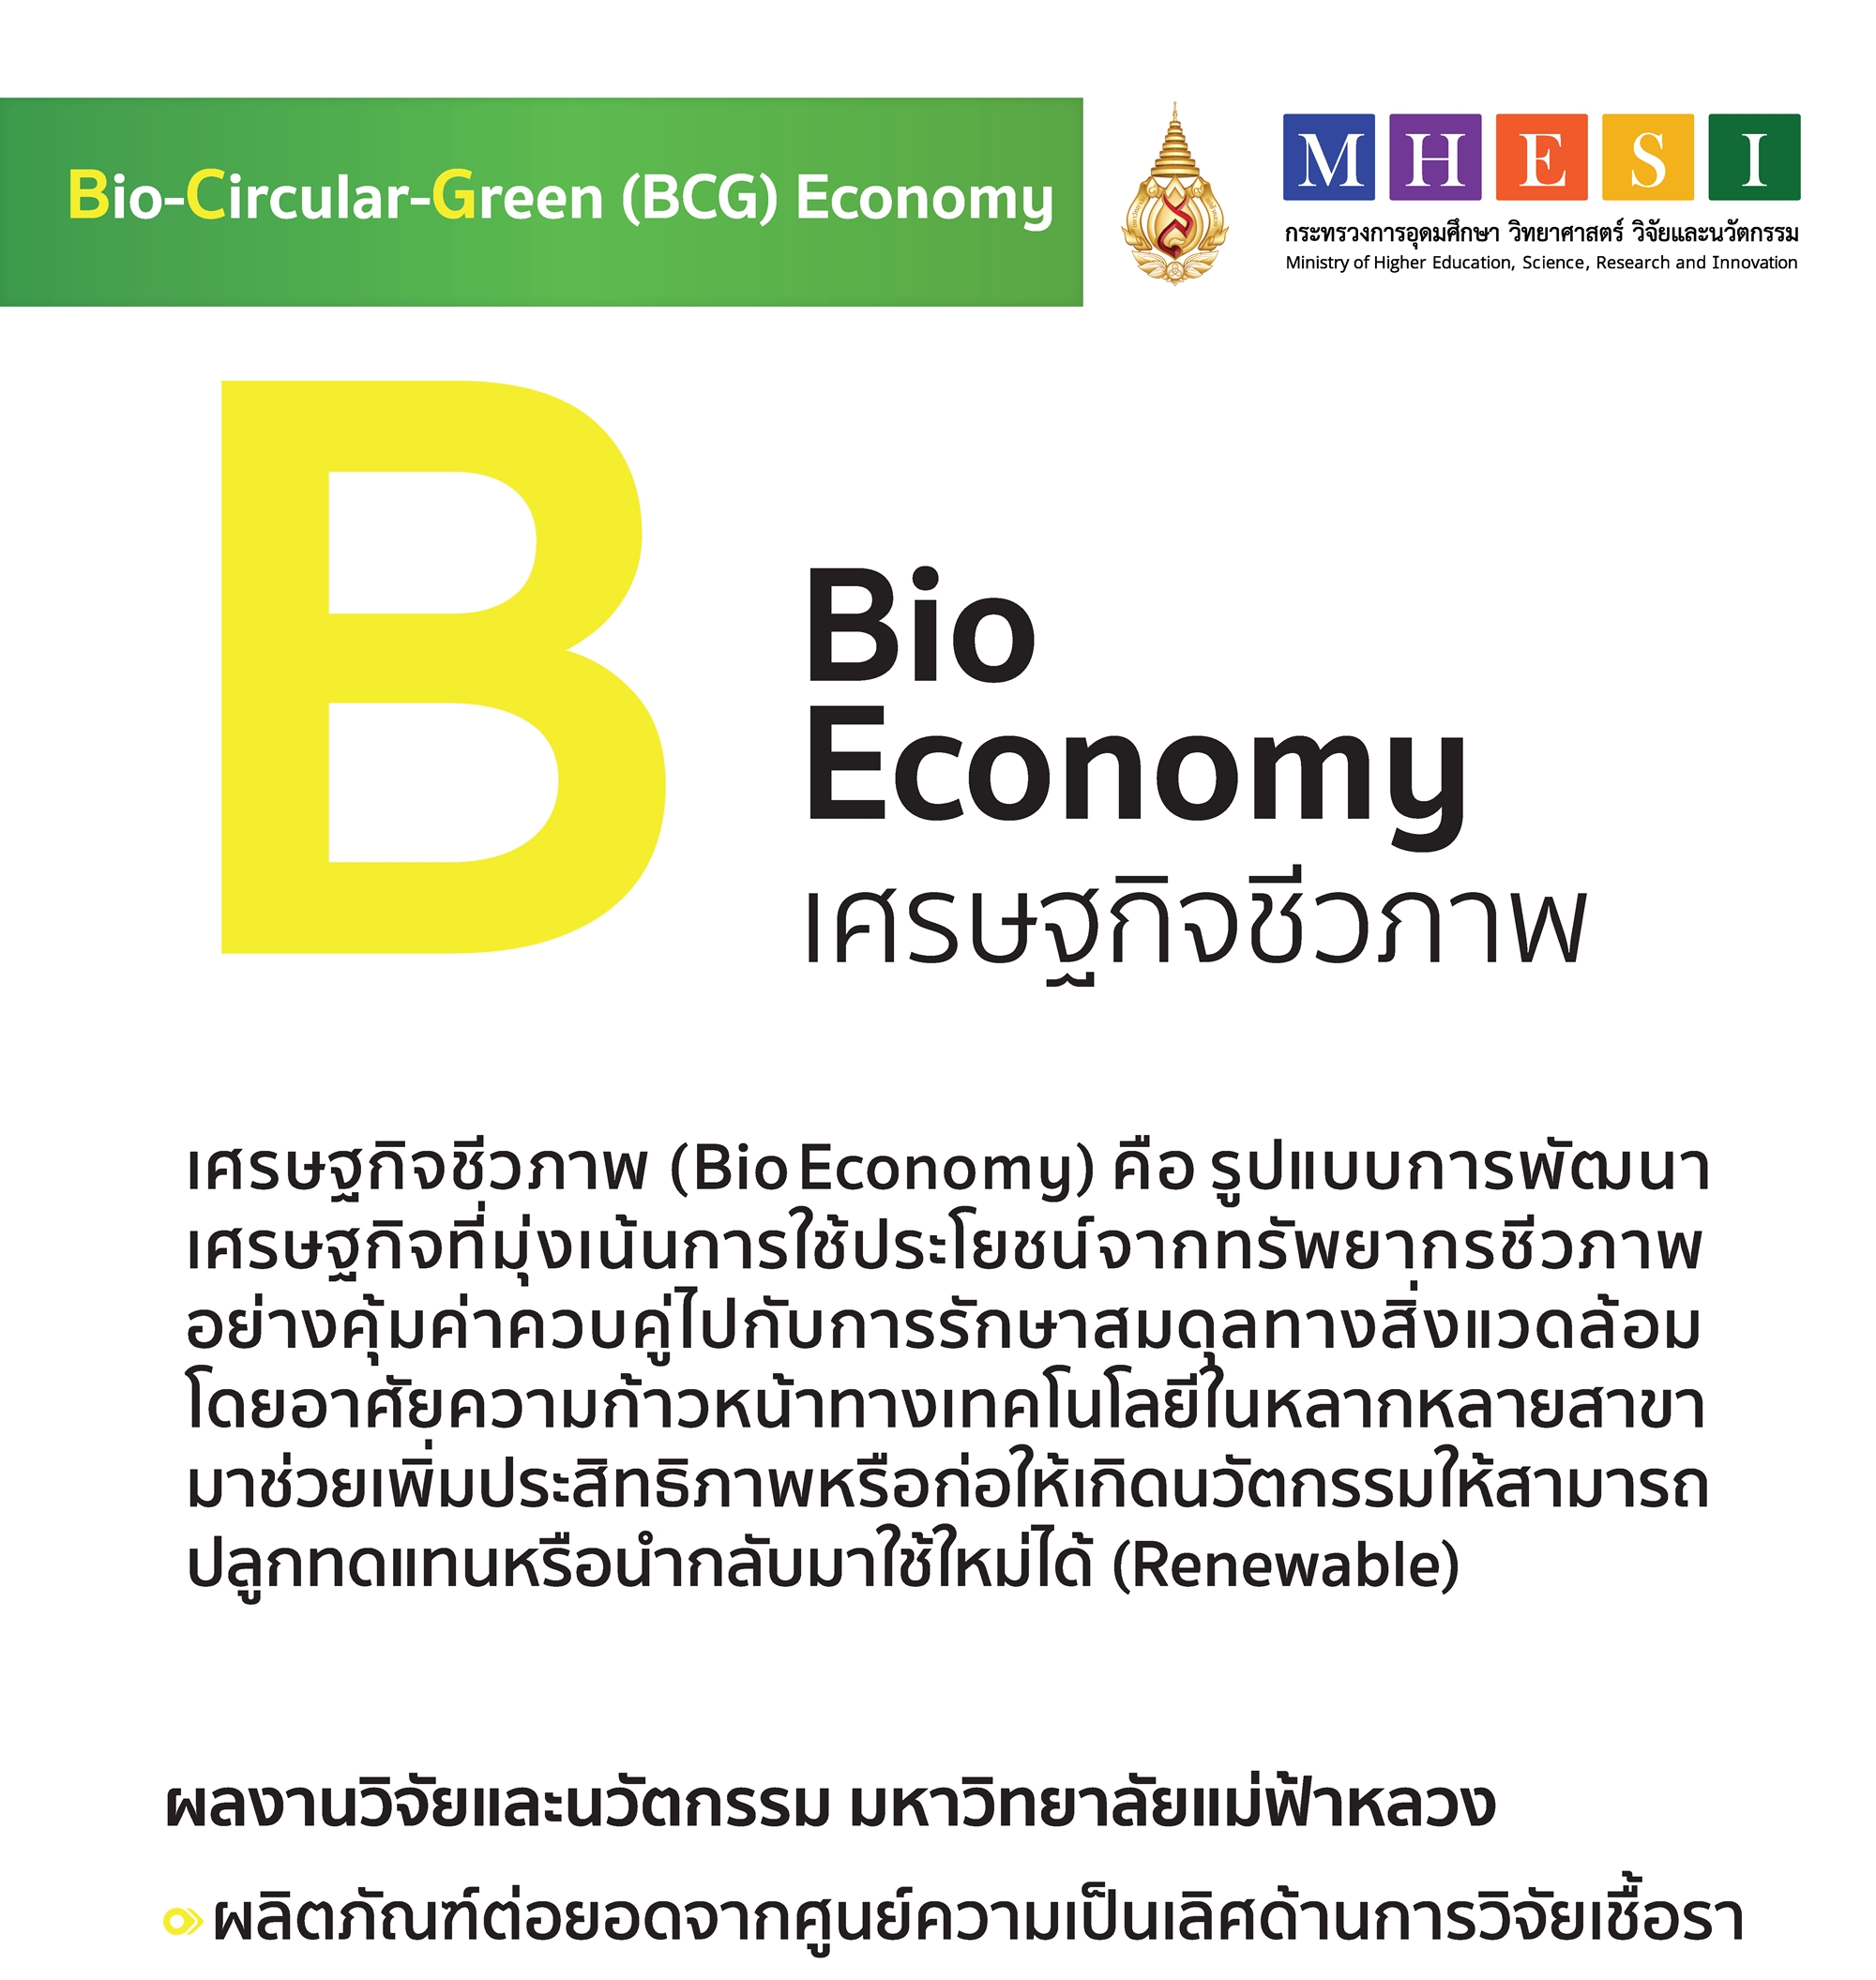 Bio-Circular-Green (BCG) Economy
M H E S I
กระทรวงการอุดมศึกษา วิทยาศาสตร์ วิจัยและนวัตกรรม
Ministry of Higher Education, Science, Research and Innovation
B
Bio
Economy
เศรษฐกิจชีวภาพ
เศรษฐกิจชีวภาพ (Bio Economy) คือ รูปแบบการพัฒนา
เศรษฐกิจที่มุ่งเน้นการใช้ประโยชน์จากทรัพยากรชีวภาพ
อย่างคุ้มค่าควบคู่ไปกับการรักษาสมดุลทางสิ่งแวดล้อม
โดยอาศัยความก้าวหน้าทางเทคโนโลยีในหลากหลายสาขา
มาช่วยเพิ่มประสิทธิภาพหรือก่อให้เกิดนวัตกรรมให้สามารถ
ปลูกทดแทนหรือนำกลับมาใช้ใหม่ได้ (Renewable)
ผลงานวิจัยและนวัตกรรม มหาวิทยาลัยแม่ฟ้าหลวง
ผลิตภัณฑ์ต่อยอดจากศูนย์ความเป็นเลิศด้านการวิจัยเชื้อรา